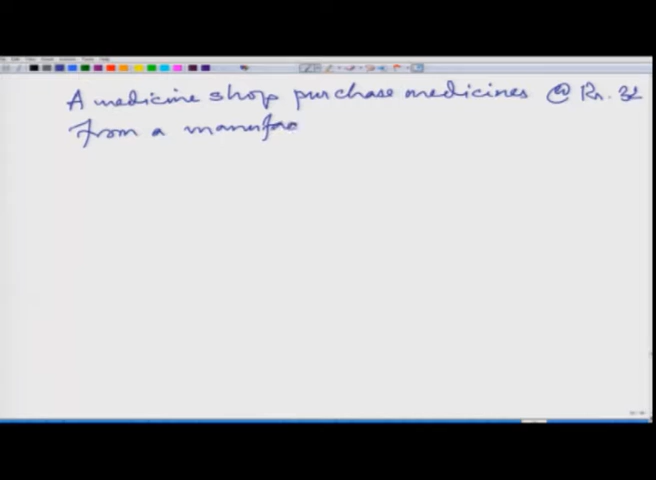 A medicine shop purchase medicines @ Rs. 32
From a manufac